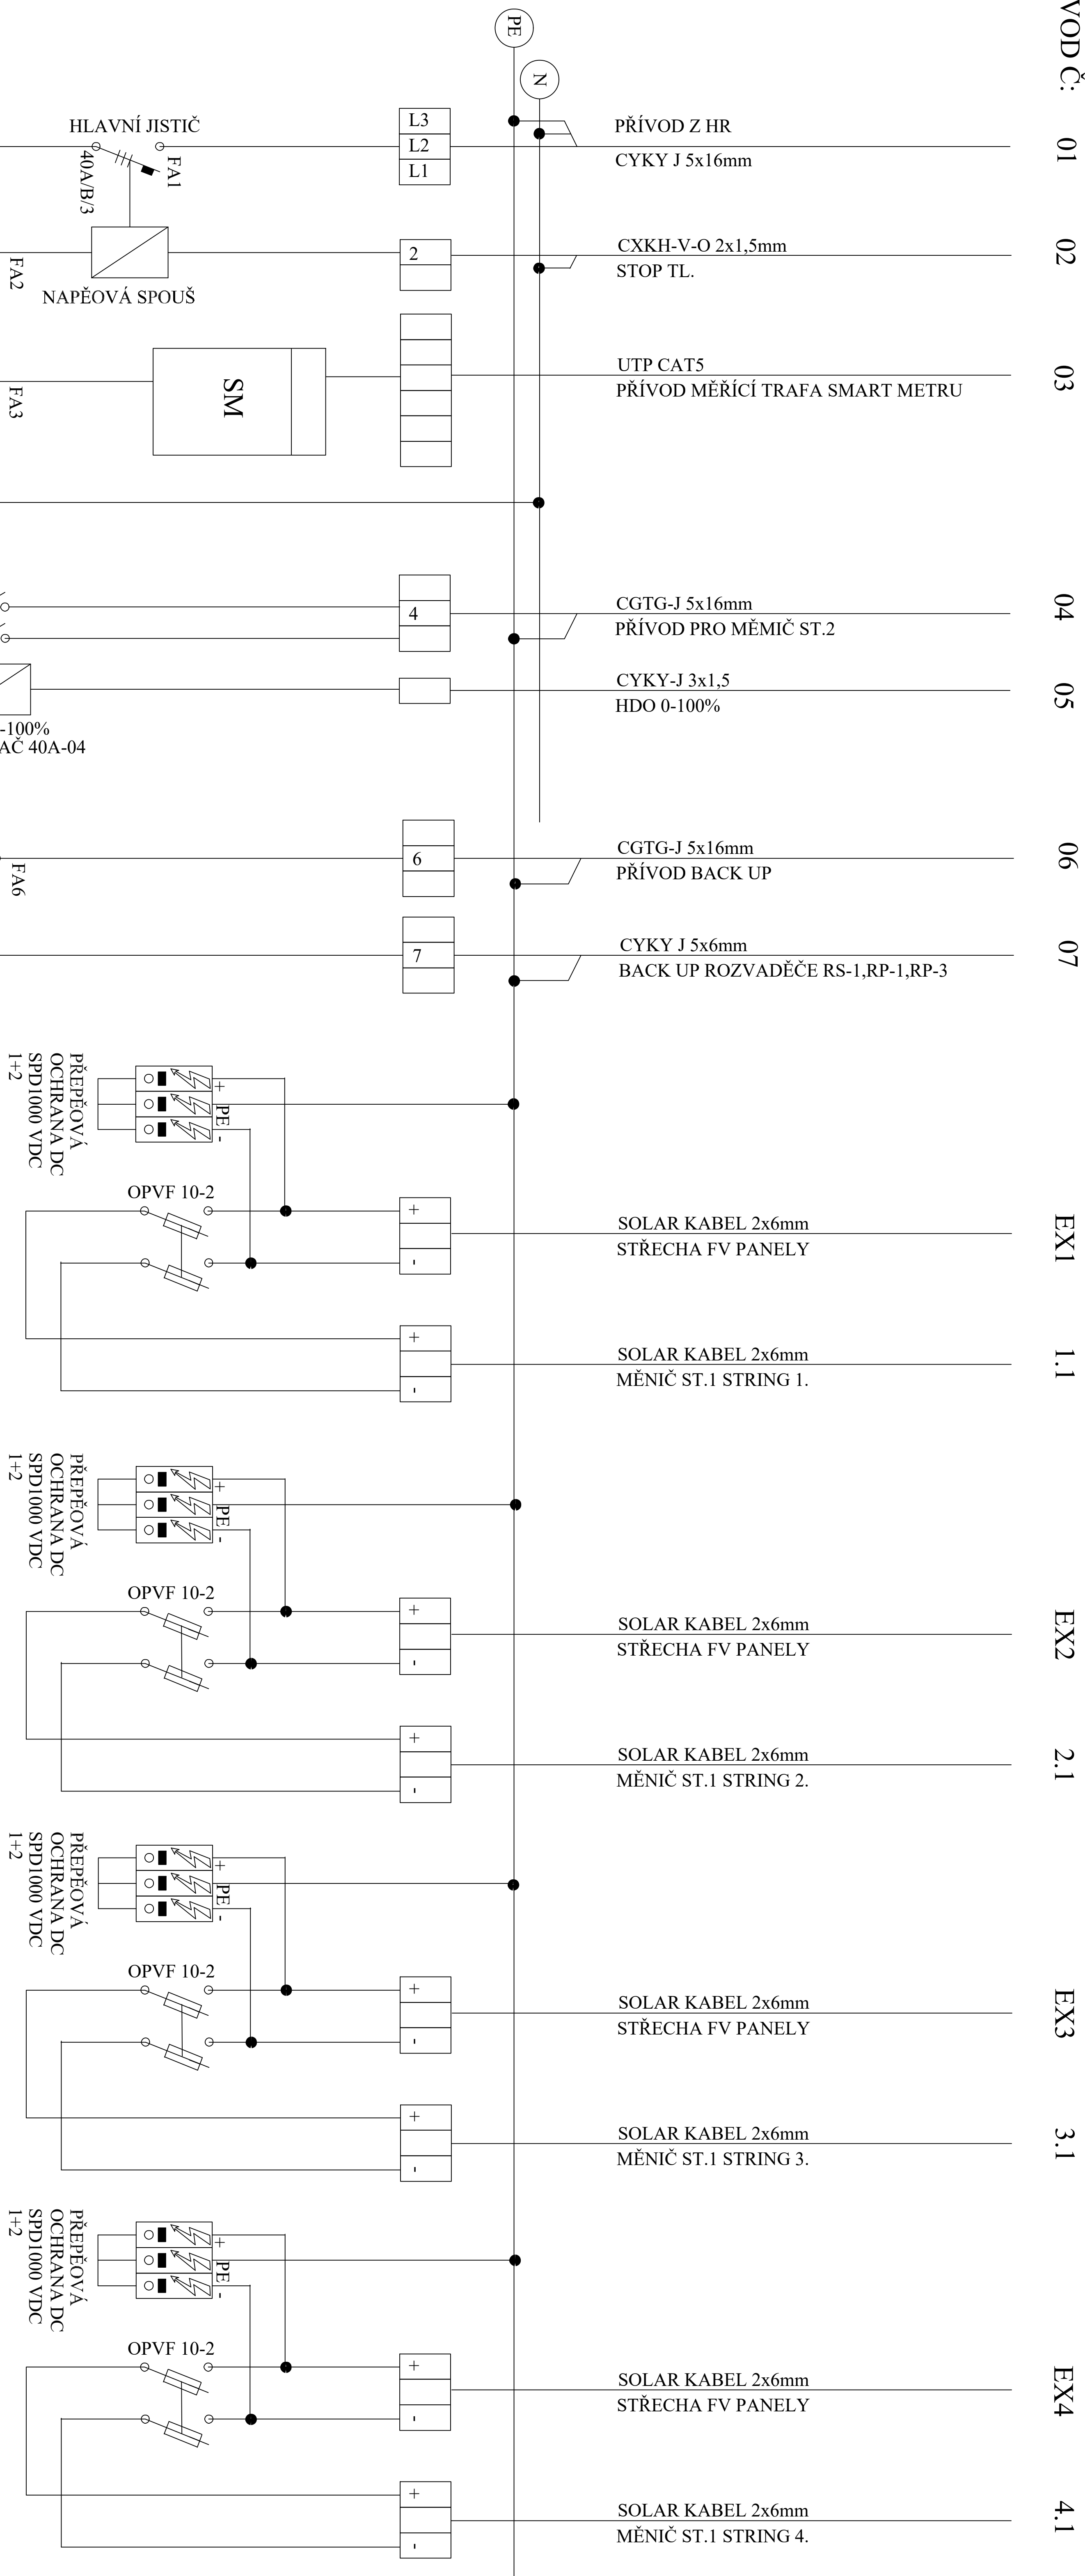 VOD Č:
PE
N
01
HLAVNÍ JISTIČ
FA1
40A/B/3
L3
L2
L1
PŘÍVOD Z HR
CYKY J 5x16mm
02
FA2
NAPĚOVÁ SPOUŠ
2
CXKH-V-O 2x1,5mm
STOP TL.
03
FA3
SM
UTP CAT5
PŘÍVOD MĚŘÍCÍ TRAFA SMART METRU
04
4
CGTG-J 5x16mm
PŘÍVOD PRO MĚMIČ ST.2
05
-100%
AČ 40A-04
CYKY-J 3x1,5
HDO 0-100%
06
FA6
6
CGTG-J 5x16mm
PŘÍVOD BACK UP
07
7
CYKY J 5x6mm
BACK UP ROZVADĚČE RS-1,RP-1,RP-3
PŘEPĚOVÁ
OCHRANA DC
SPD1000 VDC
1+2
+ PE -
OPVF 10-2
+
-
SOLAR KABEL 2x6mm
STŘECHA FV PANELY
EX1
+
-
SOLAR KABEL 2x6mm
MĚNIČ ST.1 STRING 1.
1.1
PŘEPĚOVÁ
OCHRANA DC
SPD1000 VDC
1+2
+ PE -
OPVF 10-2
+
-
SOLAR KABEL 2x6mm
STŘECHA FV PANELY
EX2
+
-
SOLAR KABEL 2x6mm
MĚNIČ ST.1 STRING 2.
2.1
PŘEPĚOVÁ
OCHRANA DC
SPD1000 VDC
1+2
+ PE -
OPVF 10-2
+
-
SOLAR KABEL 2x6mm
STŘECHA FV PANELY
EX3
+
-
SOLAR KABEL 2x6mm
MĚNIČ ST.1 STRING 3.
3.1
PŘEPĚOVÁ
OCHRANA DC
SPD1000 VDC
1+2
+ PE -
OPVF 10-2
+
-
SOLAR KABEL 2x6mm
STŘECHA FV PANELY
EX4
+
-
SOLAR KABEL 2x6mm
MĚNIČ ST.1 STRING 4.
4.1